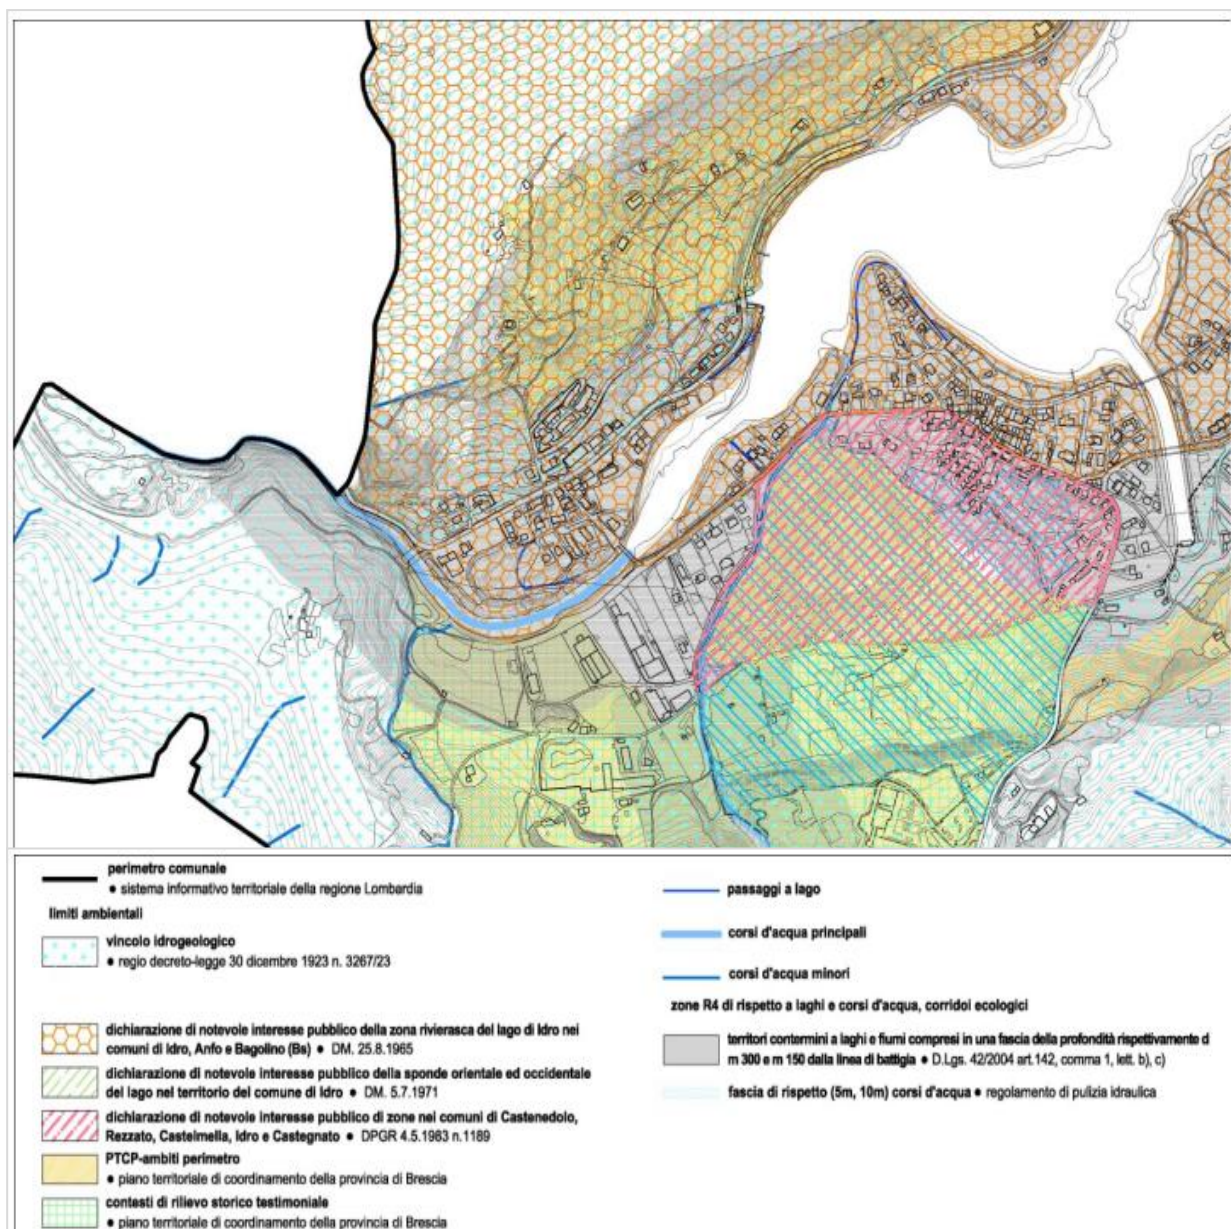 perimetro comunale
● sistema informativo territoriale della regione Lombardia
limiti ambientali
vincolo idrogeologico
● regio decreto-legge 30 dicembre 1923 n. 3267/23
dichiarazione di notevole interesse pubblico della zona rivierasca del lago di Idro nei
comuni di Idro, Anfo e Bagolino (Bs) ● DM. 25.8.1965
dichiarazione di notevole interesse pubblico della sponde orientale ed occidentale
del lago nel territorio del comune di Idro ● DM. 5.7.1971
dichiarazione di notevole interesse pubblico di zone nei comuni di Castenedolo,
Rezzato, Castelmella, Idro e Castegnato ● DPGR 4.5.1983 n.1189
PTCP-ambiti perimetro
● piano territoriale di coordinamento della provincia di Brescia
contesti di rilievo storico testimoniale
● piano territoriale di coordinamento della provincia di Brescia
passaggi a lago
corsi d'acqua principali
corsi d'acqua minori
zone R4 di rispetto a laghi e corsi d'acqua, corridoi ecologici
territori contermini a laghi e fiumi compresi in una fascia della profondità rispettivamente d
m 300 e m 150 dalla linea di battigia ● D.Lgs. 42/2004 art.142, comma 1, lett. b), c)
fascia di rispetto (5m, 10m) corsi d'acqua ● regolamento di pulizia idraulica